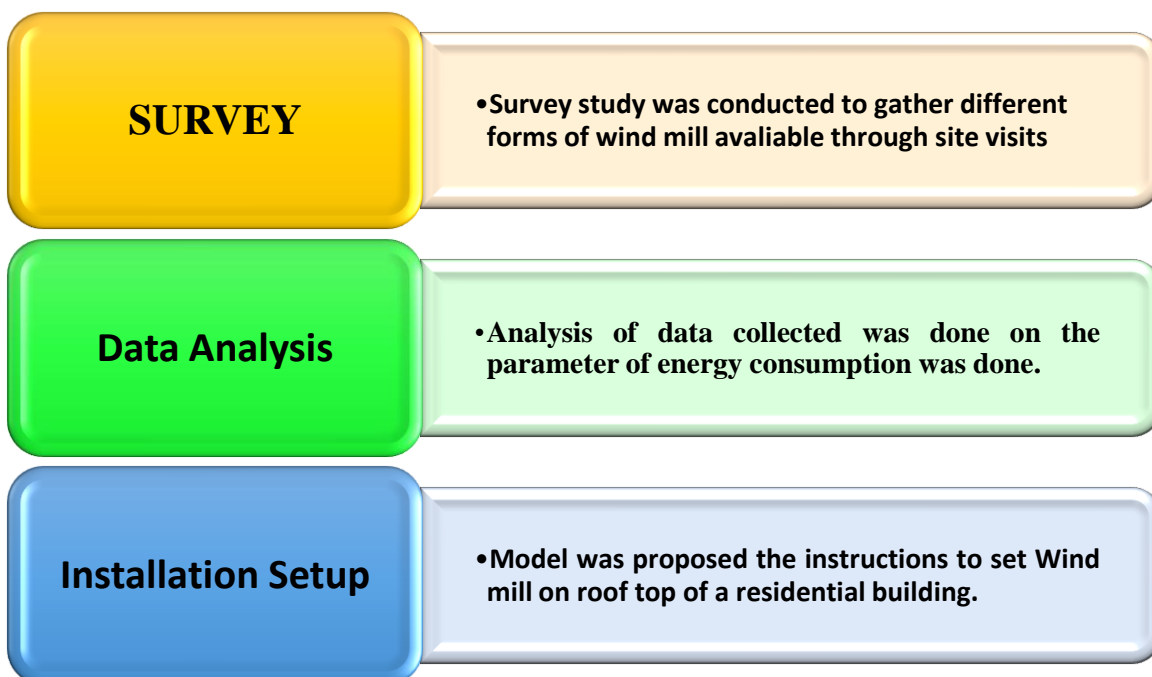 SURVEY
•Survey study was conducted to gather different
forms of wind mill avaliable through site visits
Data Analysis
•Analysis of data collected was done on the
parameter of energy consumption was done.
Installation Setup
•Model was proposed the instructions to set Wind
mill on roof top of a residential building.